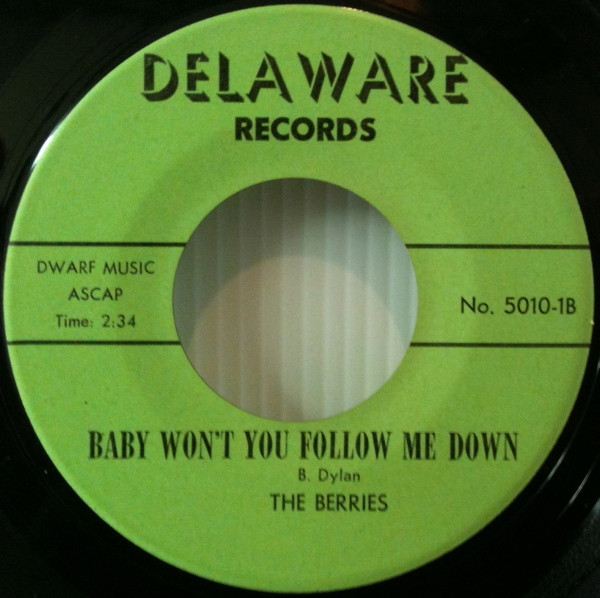 DELAWARE
RECORDS
DWARF MUSIC
ASCAP
Time: 2:34
No. 5010-1B
BABY WON'T YOU FOLLOW ME DOWN
B. Dylan
THE BERRIES